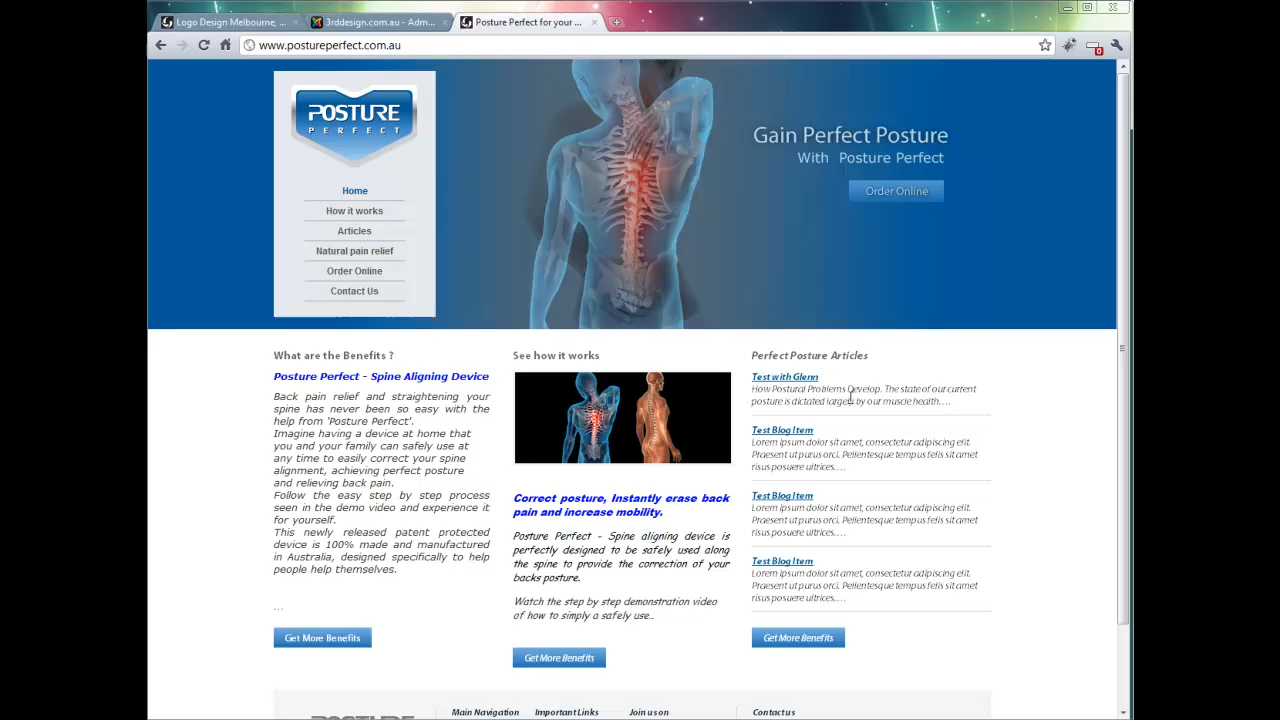 Logo Design Melbourne, ...
3rddesign.com.au - Adm...
Posture Perfect for your ...
www.postureperfect.com.au
0
POSTURE
PERFECT
Home
How it works
Articles
Natural pain relief
Order Online
Contact Us
Gain Perfect Posture
With Posture Perfect
Order Online
What are the Benefits ?
Posture Perfect - Spine Aligning Device
Back pain relief and straightening your
spine has never been so easy with the
help from 'Posture Perfect'.
Imagine having a device at home that
you and your family can safely use at
any time to easily correct your spine
alignment, achieving perfect posture
and relieving back pain.
Follow the easy step by step process
seen in the demo video and experience it
for yourself.
This newly released patent protected
device is 100% made and manufactured
in Australia, designed specifically to help
people help themselves.
...
Get More Benefits
See how it works
Correct posture, Instantly erase back
pain and increase mobility.
Posture Perfect - Spine aligning device is
perfectly designed to be safely used along
the spine to provide the correction of your
backs posture.
Watch the step by step demonstration video
of how to simply a safely use..
Get More Benefits
Perfect Posture Articles
Test with Glenn
How Postural Problems Develop. The state of our current
posture is dictated largely by our muscle health....
Test Blog Item
Lorem ipsum dolor sit amet, consectetur adipiscing elit.
Praesent ut purus orci. Pellentesque tempus felis sit amet
risus posuere ultrices....
Test Blog Item
Lorem ipsum dolor sit amet, consectetur adipiscing elit.
Praesent ut purus orci. Pellentesque tempus felis sit amet
risus posuere ultrices....
Test Blog Item
Lorem ipsum dolor sit amet, consectetur adipiscing elit.
Praesent ut purus orci. Pellentesque tempus felis sit amet
risus posuere ultrices....
Get More Benefits
POSTURE
Main Navigation
Important Links
Join us on
Contact us